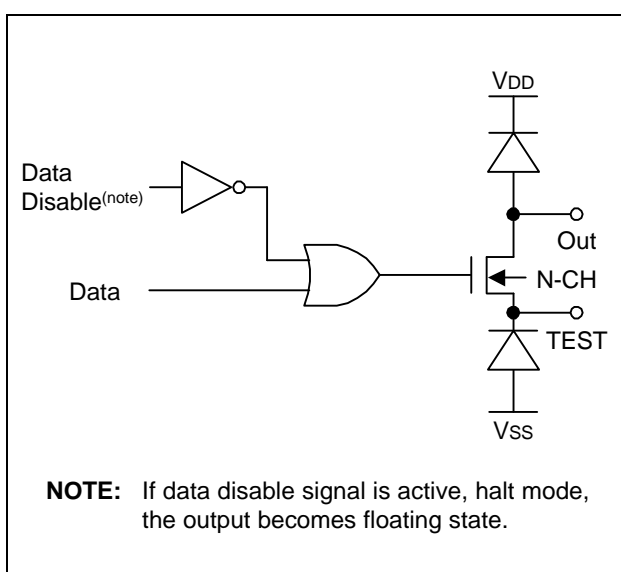 VDD
Data
Disable(note)
Out
Data
N-CH
TEST
VSS
NOTE: If data disable signal is active, halt mode,
the output becomes floating state.